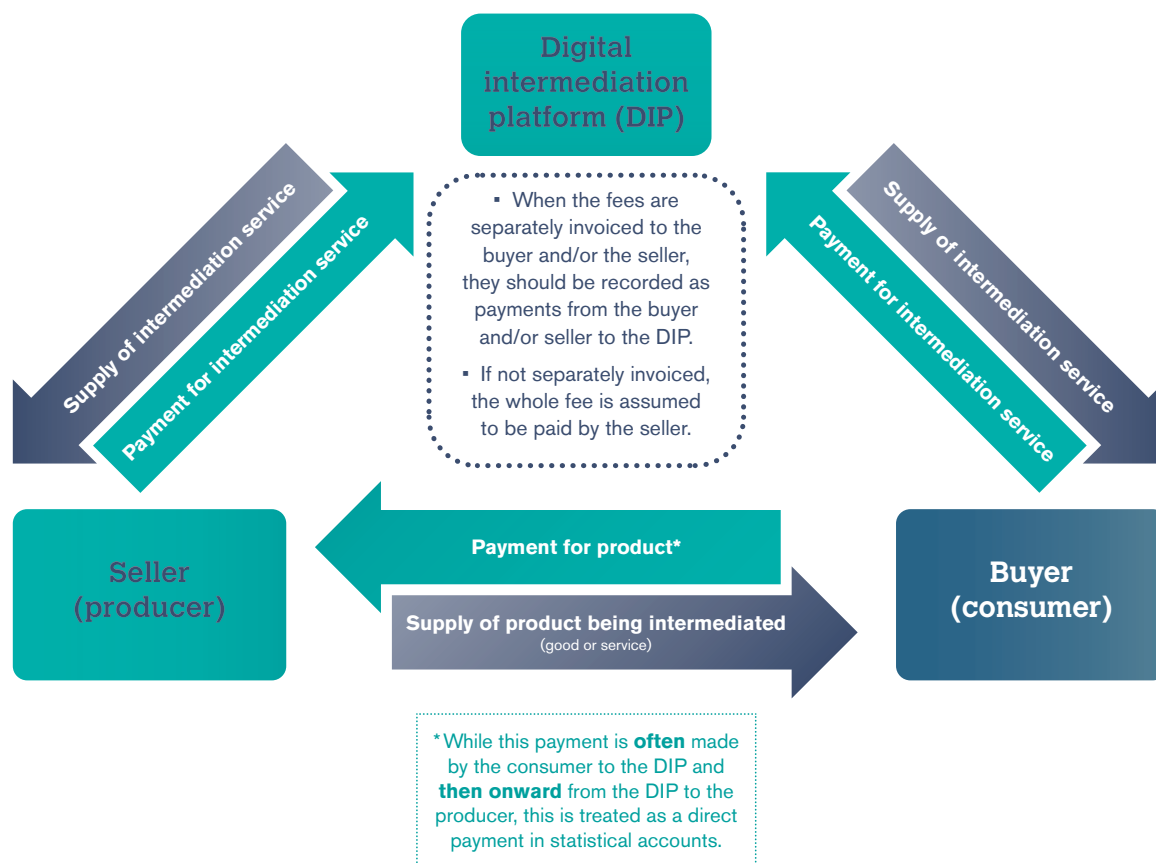 Digital
intermediation
platform (DIP)
Supply of intermediation service
Payment for intermediation service
▪ When the fees are
separately invoiced to the
buyer and/or the seller,
they should be recorded as
payments from the buyer
and/or seller to the DIP.
▪ If not separately invoiced,
the whole fee is assumed
to be paid by the seller.
Supply of intermediation service
Payment for intermediation service
Seller
(producer)
Payment for product*
Supply of product being intermediated
(good or service)
Buyer
(consumer)
*While this payment is often made
by the consumer to the DIP and
then onward from the DIP to the
producer, this is treated as a direct
payment in statistical accounts.